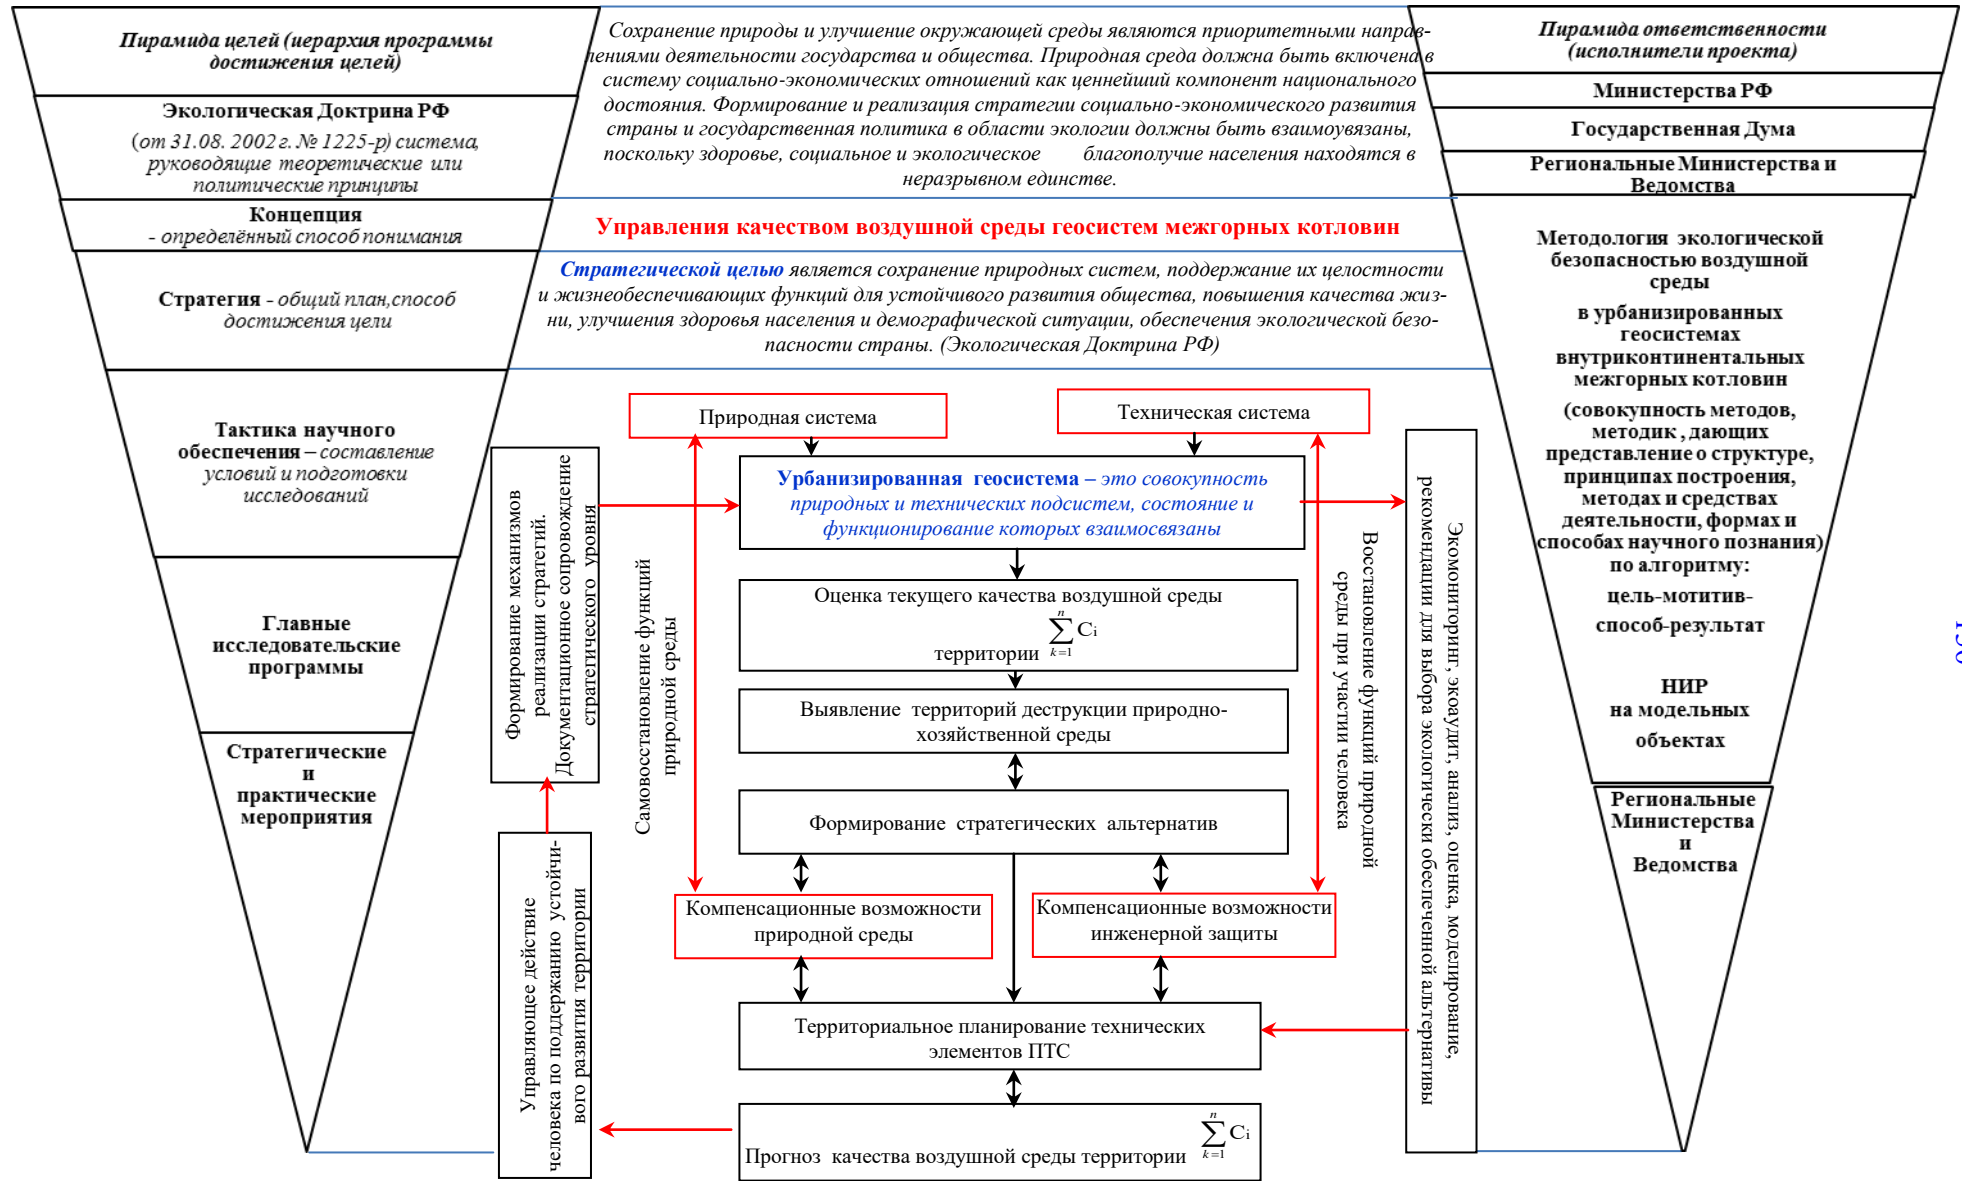 Пирамида целей (иерархия программы
достижения целей)
Экологическая Доктрина РФ
(от 31.08. 2002 г. № 1225-р) система,
руководящие теоретические или
политические принципы
Концепция
- определённый способ понимания
Стратегия - общий план,способ
достижения цели
Тактика научного
обеспечения – составление
условий и подготовки
исследований
Главные
исследовательские
программы
Стратегические
и
практические
мероприятия
Сохранение природы и улучшение окружающей среды являются приоритетными направ-
лениями деятельности государства и общества. Природная среда должна быть включена в
систему социально-экономических отношений как ценнейший компонент национального
достояния. Формирование и реализация стратегии социально-экономического развития
страны и государственная политика в области экологии должны быть взаимоувязаны,
поскольку здоровье, социальное и экологическое благополучие населения находятся в
неразрывном единстве.
Управления качеством воздушной среды геосистем межгорных котловин
Стратегической целью является сохранение природных систем, поддержание их целостности
и жизнеобеспечивающих функций для устойчивого развития общества, повышения качества жиз-
ни, улучшения здоровья населения и демографической ситуации, обеспечения экологической безо-
пасности страны. (Экологическая Доктрина РФ)
Природная система
Техническая система
Урбанизированная геосистема – это совокупность
природных и технических подсистем, состояние и
функционирование которых взаимосвязаны
Оценка текущего качества воздушной среды
территории n∑k=1 Ci
Выявление территорий деструкции природно-
хозяйственной среды
Формирование стратегических альтернатив
Компенсационные возможности
природной среды
Компенсационные возможности
инженерной защиты
Территориальное планирование технических
элементов ПТС
Прогноз качества воздушной среды территории n∑k=1 Ci
Формирование механизмов
реализации стратегий.
Документационное сопровождение
стратегического уровня
Управляющее действие
человека по поддержанию устойчи-
вого развития территории
Самовостановление функций
природной среды
Восстановление функций природной
среды при участии человека
Экомониторинг, экоаудит, анализ, оценка, моделирование,
рекомендации для выбора экологически обеспеченной альтернативы
Пирамида ответственности
(исполнители проекта)
Министерства РФ
Государственная Дума
Региональные Министерства и
Ведомства
Методология экологической
безопасностью воздушной
среды
в урбанизированных
геосистемах
внутриконтинентальных
межгорных котловин
(совокупность методов,
методик , дающих
представление о структуре,
принципах построения,
методах и средствах
деятельности, формах и
способах научного познания)
по алгоритму:
цель-мотитив-
способ-результат
НИР
на модельных
объектах
Региональные
Министерства
и
Ведомства